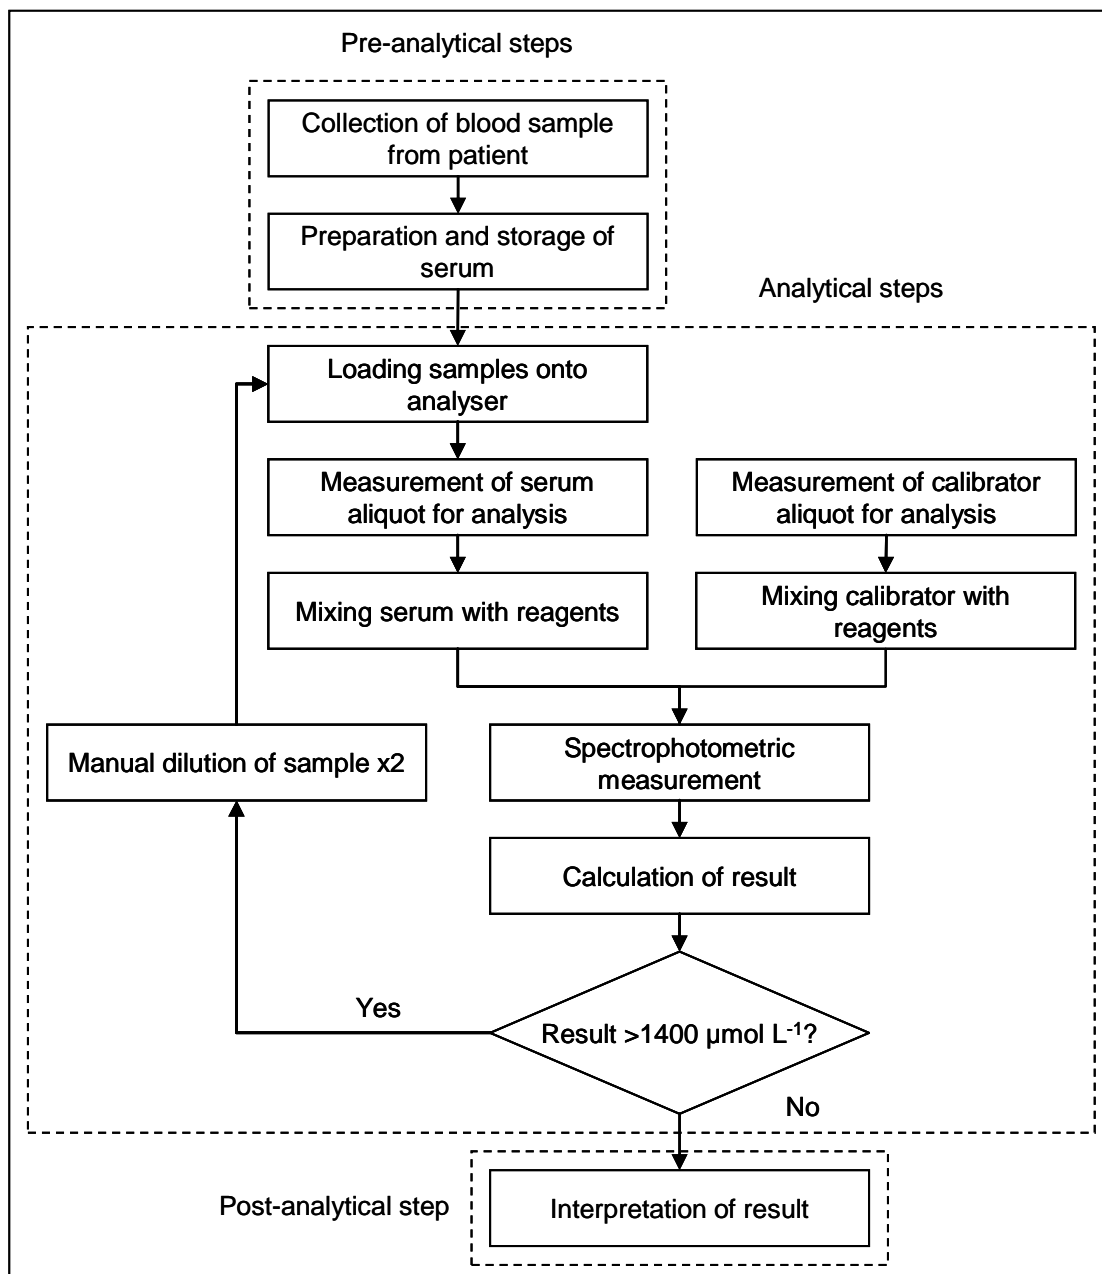 Pre-analytical steps
Collection of blood sample
from patient
Preparation and storage of
serum
Analytical steps
Loading samples onto
analyser
Measurement of serum
aliquot for analysis
Measurement of calibrator
aliquot for analysis
Mixing serum with reagents
Mixing calibrator with
reagents
Manual dilution of sample x2
Spectrophotometric
measurement
Calculation of result
Yes
Result >1400 µmol L⁻¹?
No
Post-analytical step
Interpretation of result